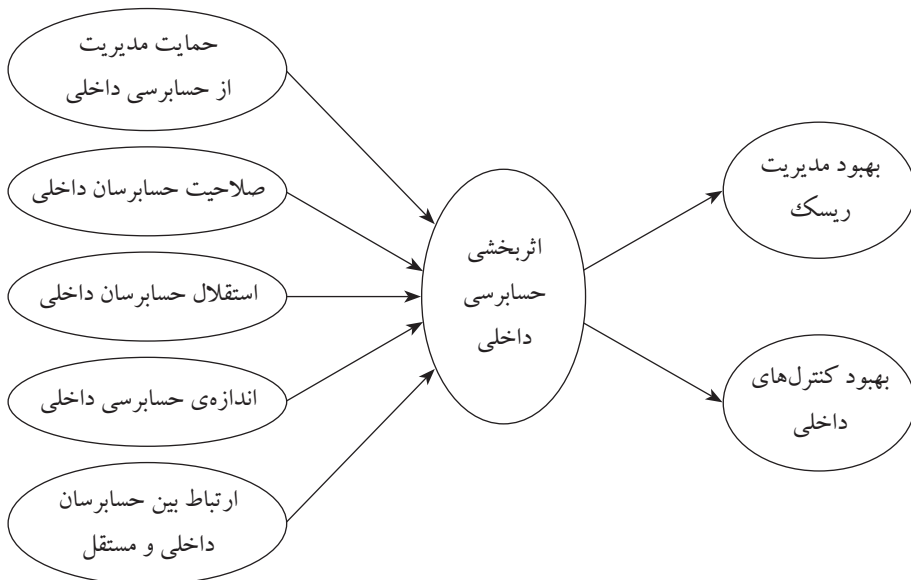 حمایت مدیریت
از حسابرسی داخلی
صلاحیت حسابرسان داخلی
استقلال حسابرسان داخلی
اندازه‌ی حسابرسی داخلی
ارتباط بین حسابرسان
داخلی و مستقل
اثربخشی
حسابرسی
داخلی
بهبود مدیریت
ریسک
بهبود کنترل‌های
داخلی